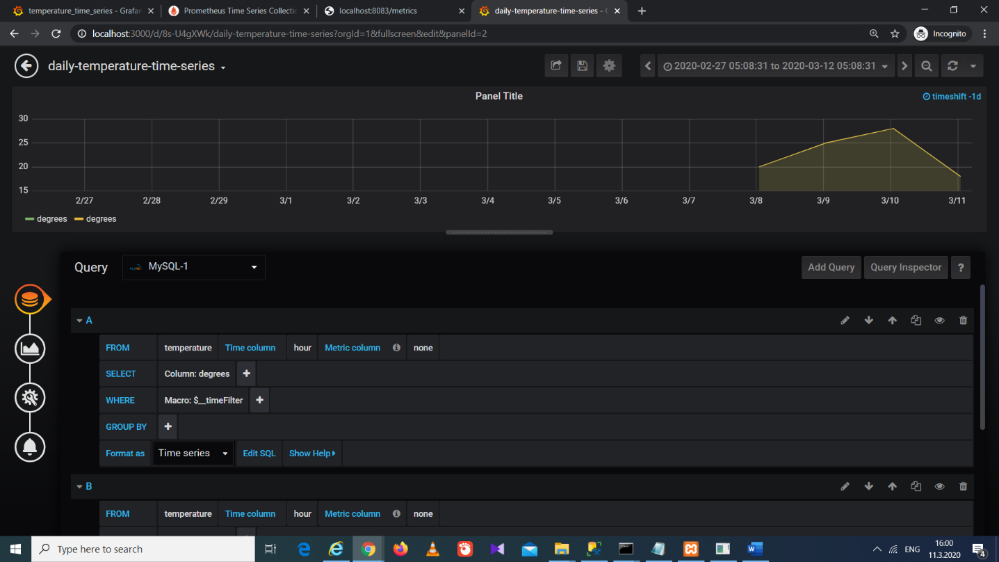 temperature_time_series - Grafan
Prometheus Time Series Collectio
localhost:8083/metrics
daily-temperature-time-series - G
localhost:3000/d/8s-U4gXWk/daily-temperature-time-series?orgId=1&fullscreen&edit&panelId=2
Incognito
daily-temperature-time-series
2020-02-27 05:08:31 to 2020-03-12 05:08:31
Panel Title
timeshift -1d
30
25
20
15
2/27 2/28 2/29 3/1 3/2 3/3 3/4 3/5 3/6 3/7 3/8 3/9 3/10 3/11
degrees degrees
Query MySQL-1 Add Query Query Inspector ?
A
FROM temperature Time column hour Metric column none
SELECT Column: degrees +
WHERE Macro: $__timeFilter +
GROUP BY +
Format as Time series Edit SQL Show Help
B
FROM temperature Time column hour Metric column none
Type here to search
ENG
16:00
11.3.2020
4